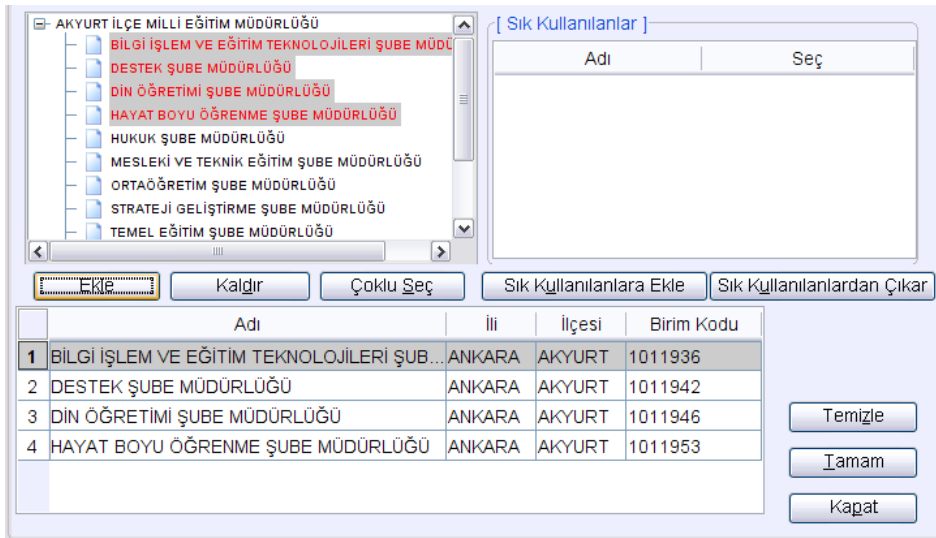 AKYURT İLÇE MİLLİ EĞİTİM MÜDÜRLÜĞÜ
BİLGİ İŞLEM VE EĞİTİM TEKNOLOJİLERİ ŞUBE MÜDÜ
DESTEK ŞUBE MÜDÜRLÜĞÜ
DİN ÖĞRETİMİ ŞUBE MÜDÜRLÜĞÜ
HAYAT BOYU ÖĞRENME ŞUBE MÜDÜRLÜĞÜ
HUKUK ŞUBE MÜDÜRLÜĞÜ
MESLEKİ VE TEKNİK EĞİTİM ŞUBE MÜDÜRLÜĞÜ
ORTAÖĞRETİM ŞUBE MÜDÜRLÜĞÜ
STRATEJİ GELİŞTİRME ŞUBE MÜDÜRLÜĞÜ
TEMEL EĞİTİM ŞUBE MÜDÜRLÜĞÜ
[ Sık Kullanılanlar ]
Adı Seç
Ekle Kaldır Çoklu Seç Sık Kullanılanlara Ekle Sık Kullanılanlardan Çıkar
Adı İli İlçesi Birim Kodu
1 BİLGİ İŞLEM VE EĞİTİM TEKNOLOJİLERİ ŞUB... ANKARA AKYURT 1011936
2 DESTEK ŞUBE MÜDÜRLÜĞÜ ANKARA AKYURT 1011942
3 DİN ÖĞRETİMİ ŞUBE MÜDÜRLÜĞÜ ANKARA AKYURT 1011946
4 HAYAT BOYU ÖĞRENME ŞUBE MÜDÜRLÜĞÜ ANKARA AKYURT 1011953
Temizle
Tamam
Kapat